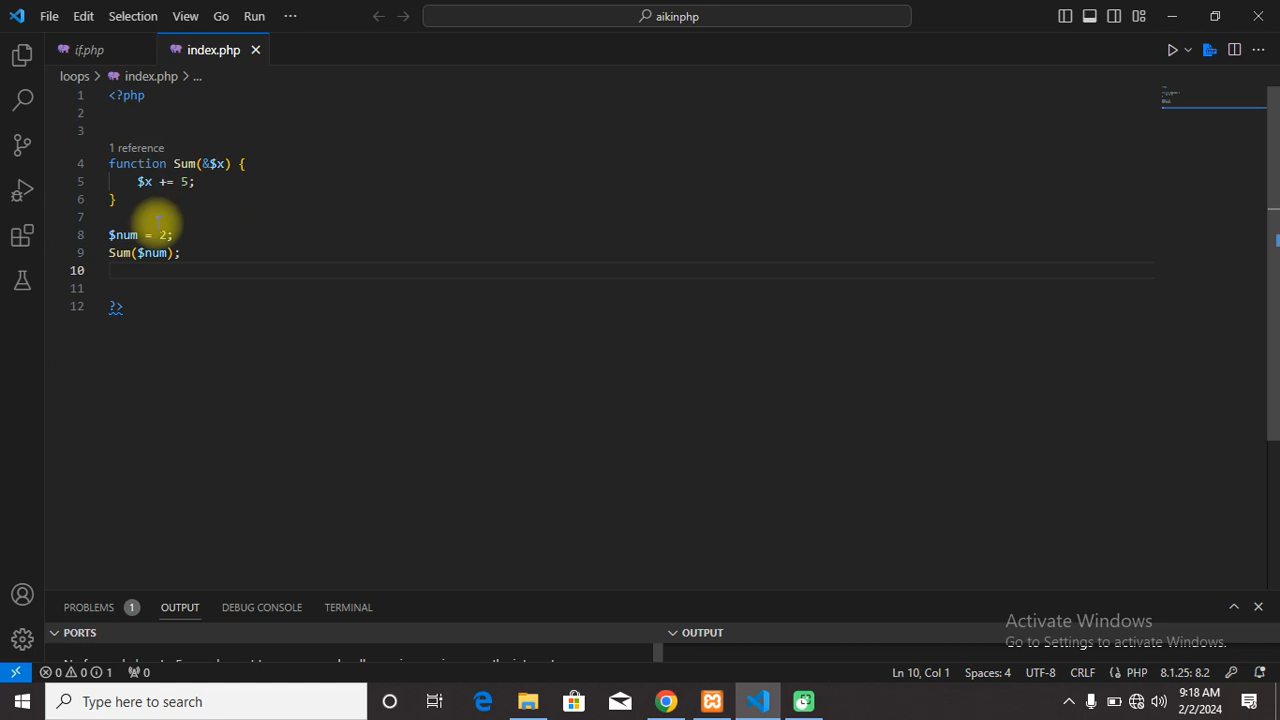 File Edit Selection View Go Run ··· aikinphp
if.php index.php
loops > index.php > ...
1 <?php
2
3
1 reference
4 function Sum(&$x) {
5 $x += 5;
6 }
7
8 $num = 2;
9 Sum($num);
10
11
12 ?>
PROBLEMS 1 OUTPUT DEBUG CONSOLE TERMINAL
PORTS OUTPUT
Activate Windows
Go to Settings to activate Windows.
0 0 1 0 Ln 10, Col 1 Spaces: 4 UTF-8 CRLF {} PHP 8.1.25: 8.2
Type here to search
9:18 AM
2/2/2024